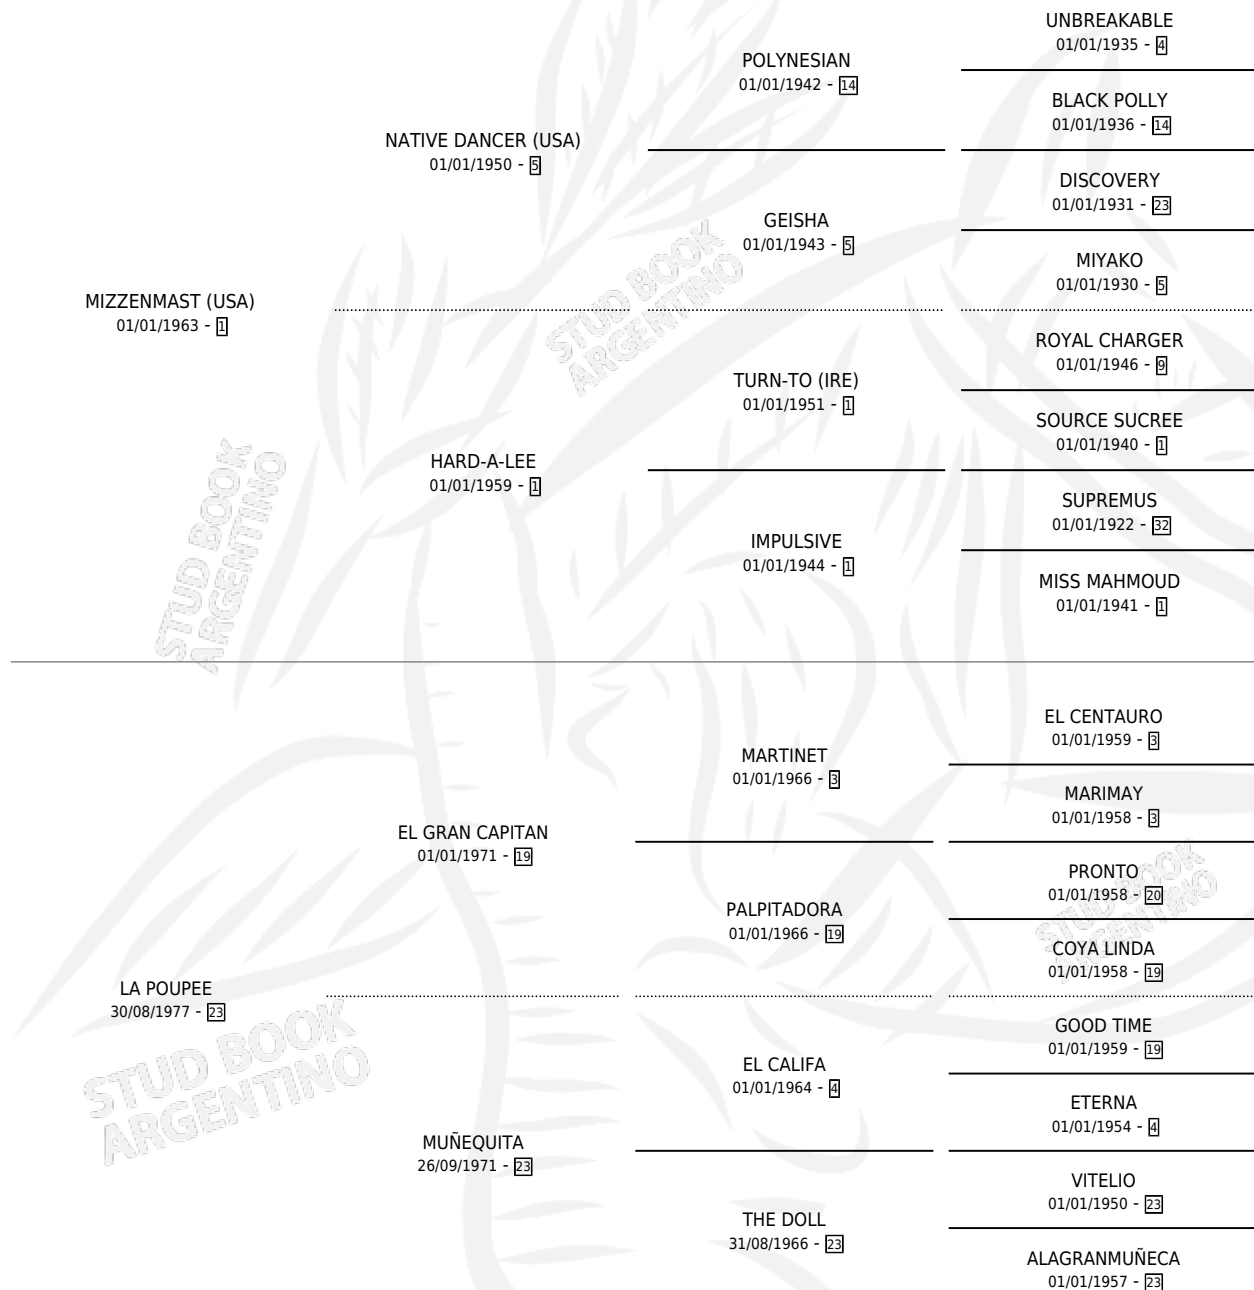 UNBREAKABLE
01/01/1935 - 4
POLYNESIAN
01/01/1942 - 14
BLACK POLLY
01/01/1936 - 14
NATIVE DANCER (USA)
01/01/1950 - 5
DISCOVERY
01/01/1931 - 23
GEISHA
01/01/1943 - 5
MIYAKO
01/01/1930 - 5
MIZZENMAST (USA)
01/01/1963 - 1
ROYAL CHARGER
01/01/1946 - 9
TURN-TO (IRE)
01/01/1951 - 1
SOURCE SUCREE
01/01/1940 - 1
HARD-A-LEE
01/01/1959 - 1
SUPREMUS
01/01/1922 - 32
IMPULSIVE
01/01/1944 - 1
MISS MAHMOUD
01/01/1941 - 1
STUD BOOK
ARGENTINO
STUD BOOK
ARGENTINO
EL CENTAURO
01/01/1959 - 3
MARTINET
01/01/1966 - 3
MARIMAY
01/01/1958 - 3
EL GRAN CAPITAN
01/01/1971 - 19
PRONTO
01/01/1958 - 20
PALPITADORA
01/01/1966 - 19
COYA LINDA
01/01/1958 - 19
LA POUPEE
30/08/1977 - 23
GOOD TIME
01/01/1959 - 19
EL CALIFA
01/01/1964 - 4
ETERNA
01/01/1954 - 4
MUÑEQUITA
26/09/1971 - 23
VITELIO
01/01/1950 - 23
THE DOLL
31/08/1966 - 23
ALAGRANMUÑECA
01/01/1957 - 23
STUD BOOK
ARGENTINO
STUD BOOK
ARGENTINO